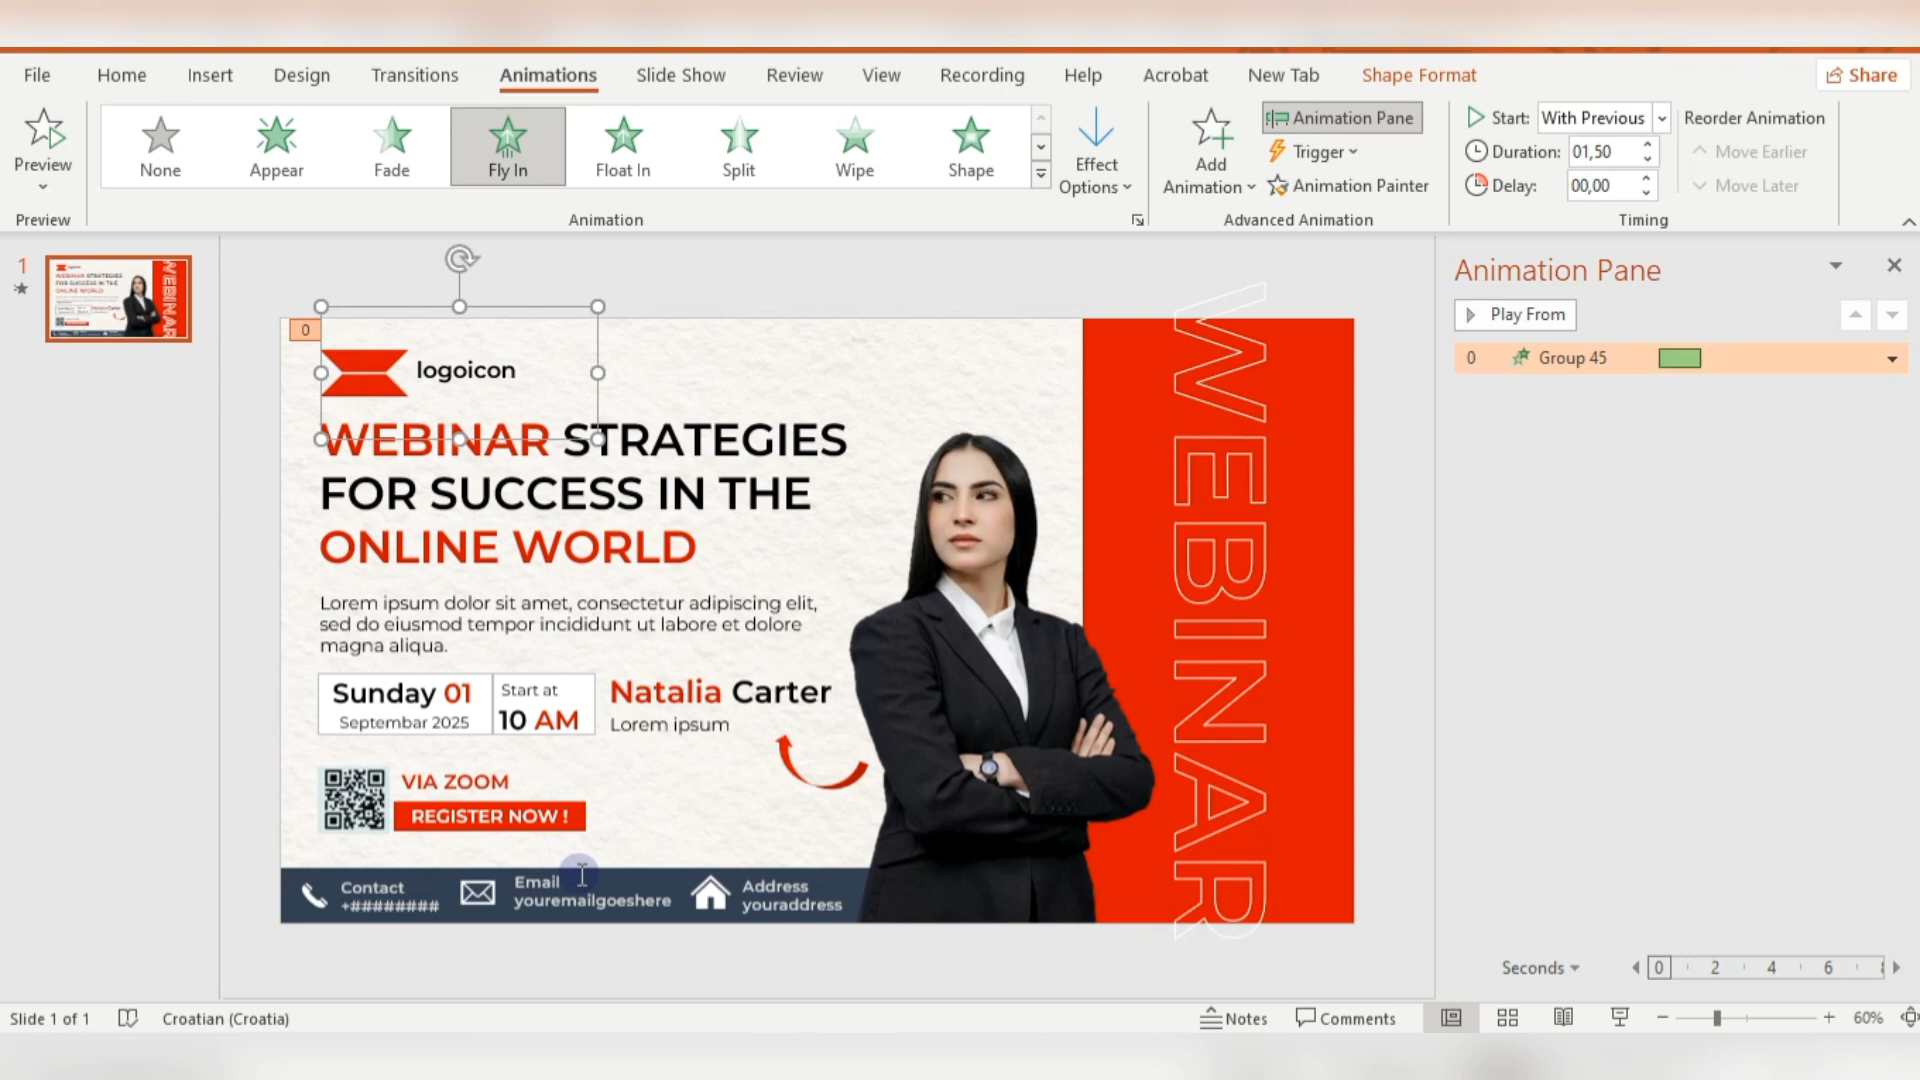 File Home Insert Design Transitions Animations Slide Show Review View Recording Help Acrobat New Tab Shape Format Share
Preview
None Appear Fade Fly In Float In Split Wipe Shape
Effect Options
Add Animation
Animation Pane
Trigger
Animation Painter
Start: With Previous
Duration: 01,50
Delay: 00,00
Reorder Animation
Move Earlier
Move Later
Preview Animation Advanced Animation Timing
1
0
logoicon
WEBINAR STRATEGIES
FOR SUCCESS IN THE
ONLINE WORLD
Lorem ipsum dolor sit amet, consectetur adipiscing elit,
sed do eiusmod tempor incididunt ut labore et dolore
magna aliqua.
Sunday 01
Septembar 2025
Start at
10 AM
Natalia Carter
Lorem ipsum
VIA ZOOM
REGISTER NOW !
Contact
+########
Email
youremailgoeshere
Address
youraddress
WEBINAR
Animation Pane
Play From
0 Group 45
Seconds 0 2 4 6
Slide 1 of 1 Croatian (Croatia) Notes Comments 60%